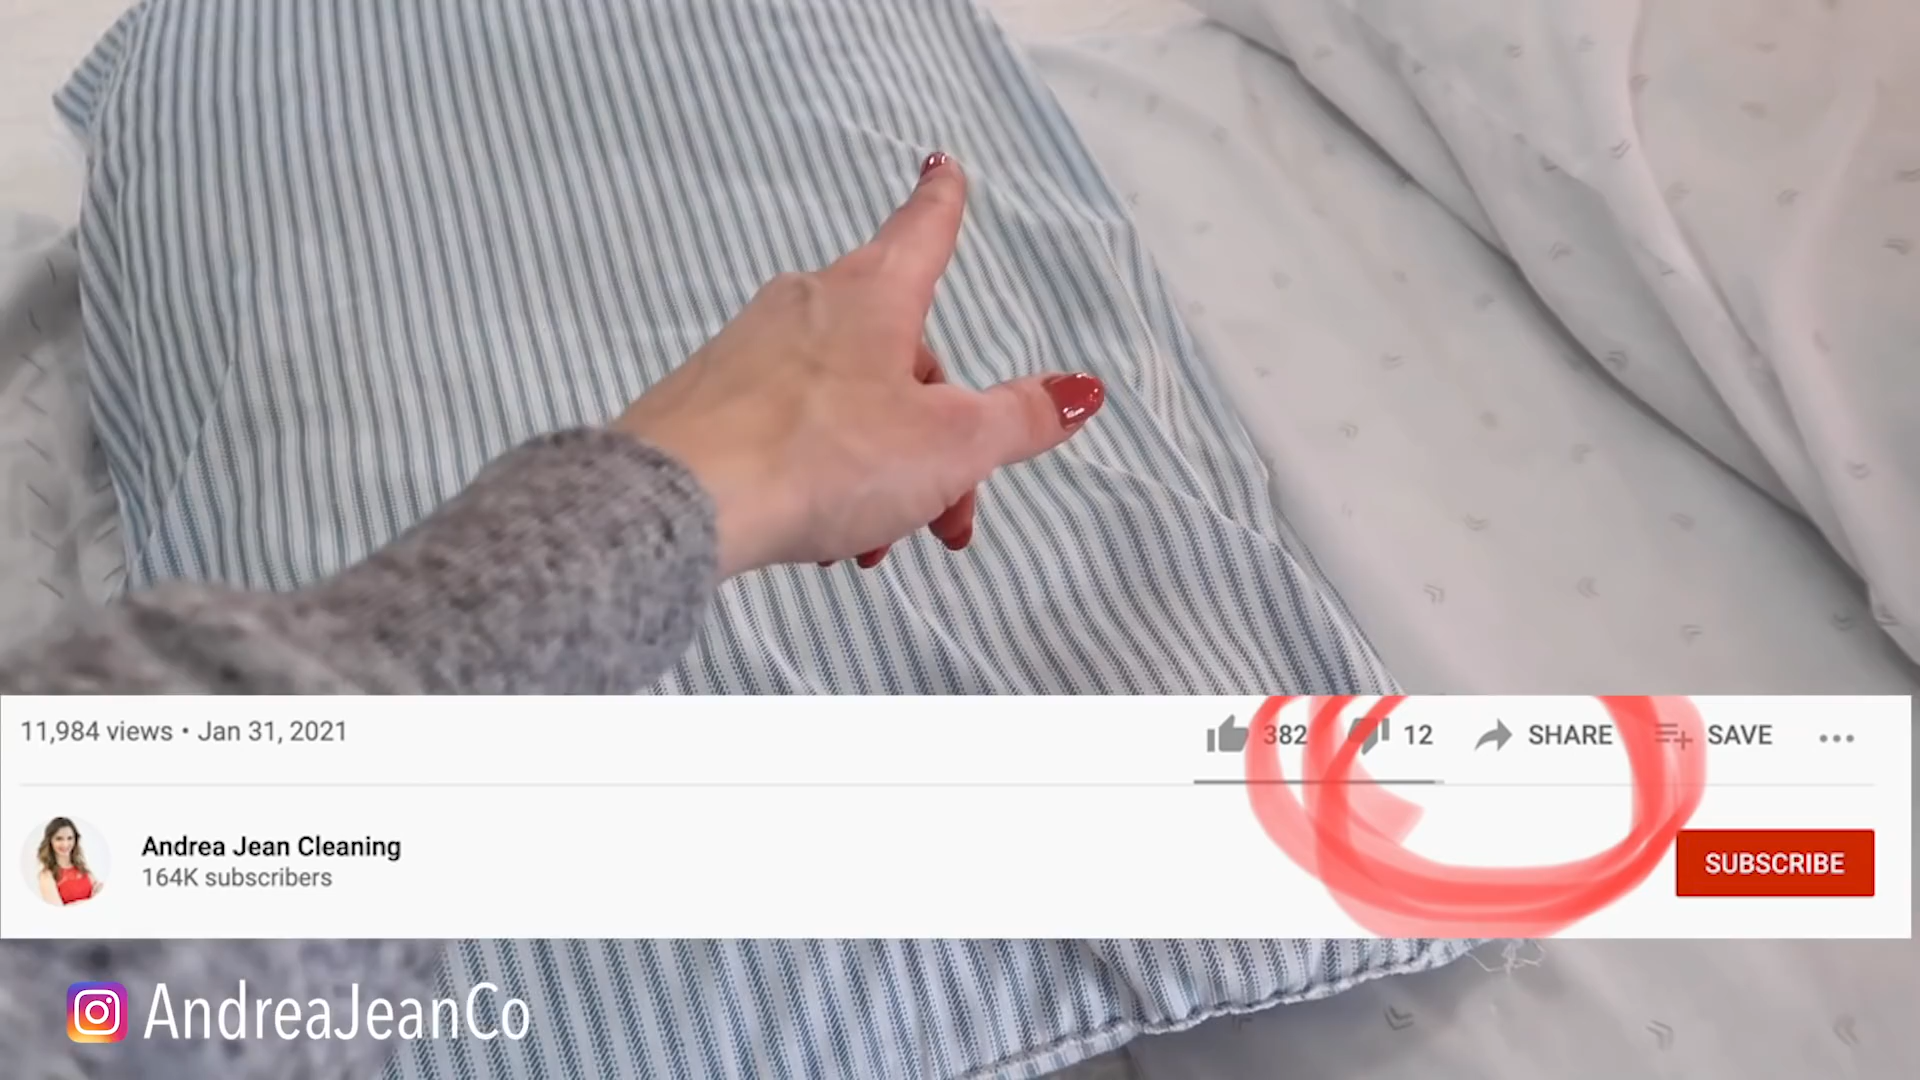 11,984 views • Jan 31, 2021
382 12 SHARE SAVE
Andrea Jean Cleaning
164K subscribers
SUBSCRIBE
AndreaJeanCo